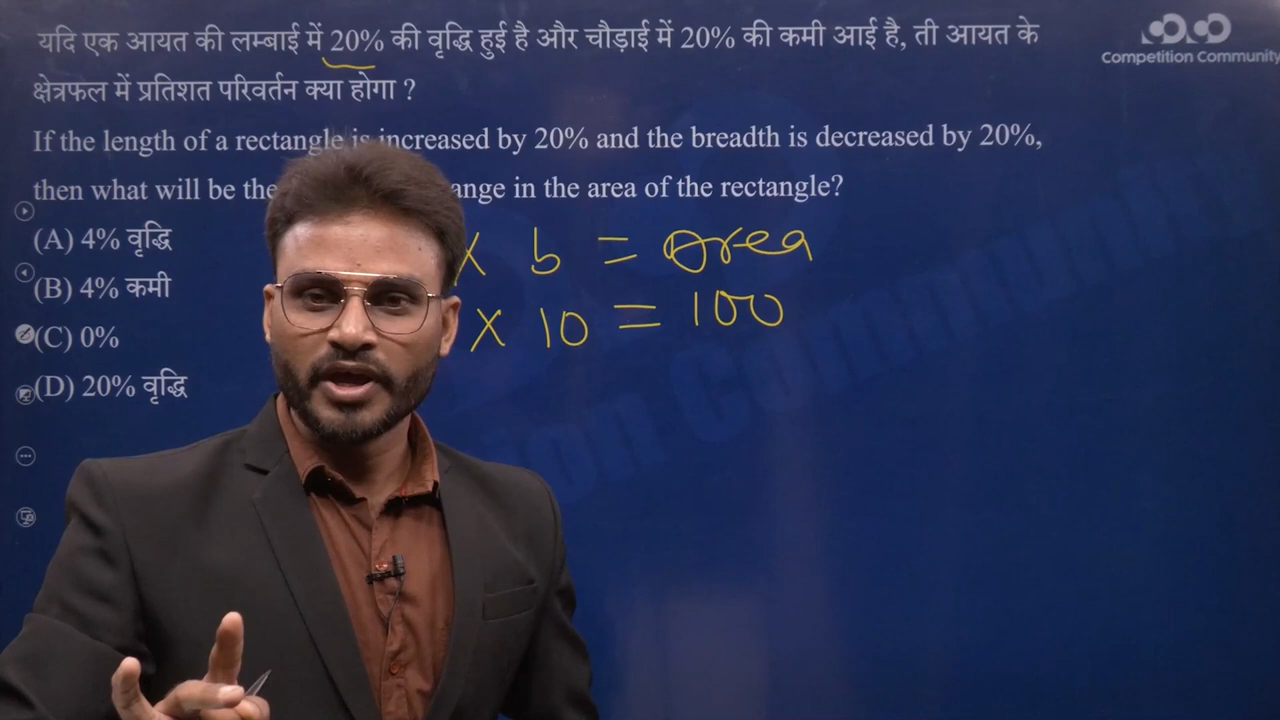 यदि एक आयत की लम्बाई में 20% की वृद्धि हुई है और चौड़ाई में 20% की कमी आई है, ती आयत के
क्षेत्रफल में प्रतिशत परिवर्तन क्या होगा ?
If the length of a rectangle is increased by 20% and the breadth is decreased by 20%,
then what will be the ange in the area of the rectangle?
(A) 4% वृद्धि
(B) 4% कमी
(C) 0%
(D) 20% वृद्धि
x b = area
x 10 = 100
Competition Community